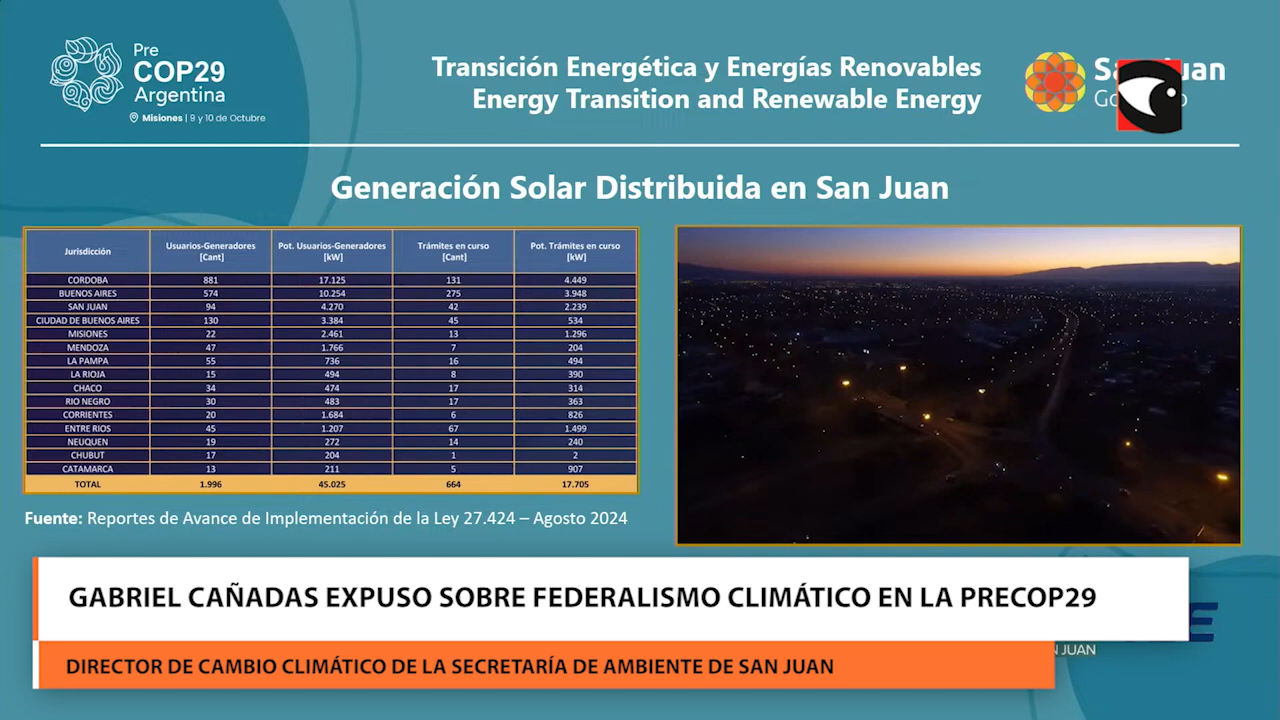 Pre
COP29
Argentina
Misiones | 9 y 10 de Octubre
Transición Energética y Energías Renovables
Energy Transition and Renewable Energy
Generación Solar Distribuida en San Juan
Jurisdicción Usuarios-Generadores [Cant] Pot. Usuarios-Generadores [kW] Trámites en curso [Cant] Pot. Trámites en curso [kW]
CORDOBA 881 17.125 131 4.449
BUENOS AIRES 574 10.254 275 3.948
SAN JUAN 94 4.270 42 2.239
CIUDAD DE BUENOS AIRES 130 3.384 45 534
MISIONES 22 2.461 13 1.296
MENDOZA 47 1.766 7 204
LA PAMPA 55 736 16 494
LA RIOJA 15 494 8 390
CHACO 34 474 17 314
RIO NEGRO 30 483 17 363
CORRIENTES 20 1.684 6 826
ENTRE RIOS 45 1.207 67 1.499
NEUQUEN 19 272 14 240
CHUBUT 17 204 1 2
CATAMARCA 13 211 5 907
TOTAL 1.996 45.025 664 17.705
Fuente: Reportes de Avance de Implementación de la Ley 27.424 – Agosto 2024
GABRIEL CAÑADAS EXPUSO SOBRE FEDERALISMO CLIMÁTICO EN LA PRECOP29
JUAN
DIRECTOR DE CAMBIO CLIMÁTICO DE LA SECRETARÍA DE AMBIENTE DE SAN JUAN